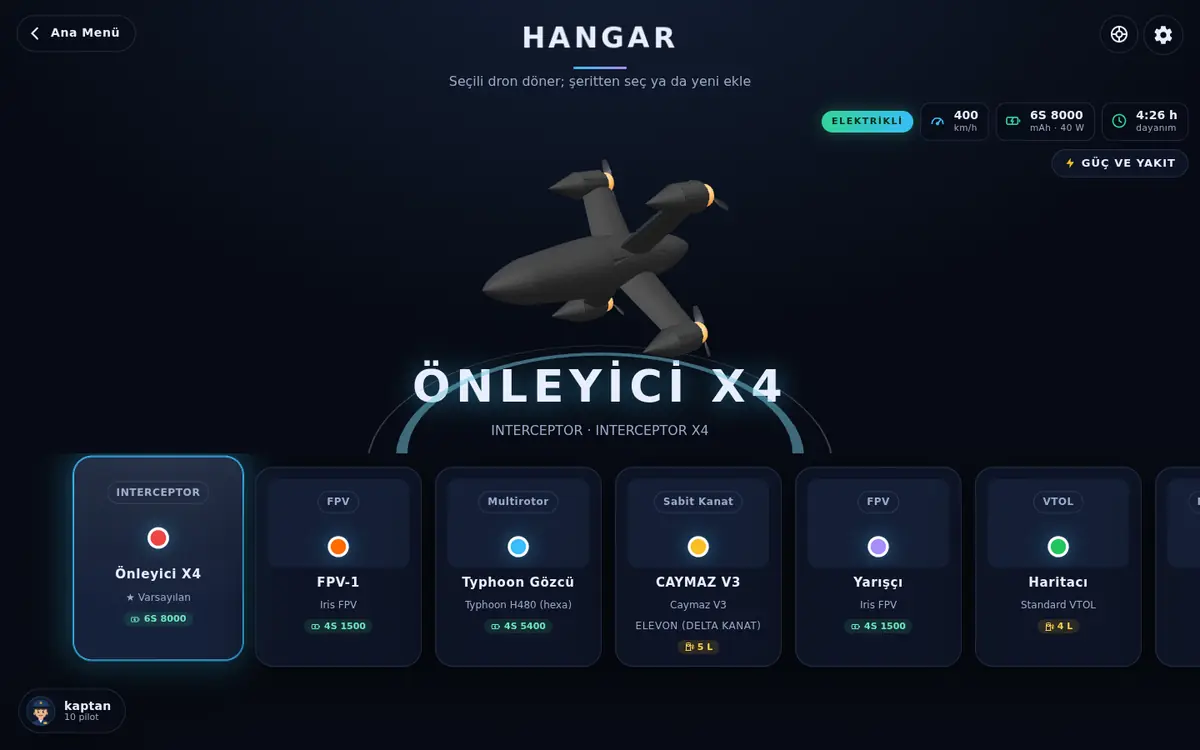 Ana Menü
HANGAR
Seçili dron döner; şeritten seç ya da yeni ekle
ELEKTRİKLİ
400
km/h
6S 8000
mAh · 40 W
4:26 h
dayanım
GÜÇ VE YAKIT
ÖNLEYİCİ X4
INTERCEPTOR · INTERCEPTOR X4
INTERCEPTOR
Önleyici X4
★ Varsayılan
6S 8000
FPV
FPV-1
Iris FPV
4S 1500
Multirotor
Typhoon Gözcü
Typhoon H480 (hexa)
4S 5400
Sabit Kanat
CAYMAZ V3
Caymaz V3
ELEVON (DELTA KANAT)
5 L
FPV
Yarışçı
Iris FPV
4S 1500
VTOL
Haritacı
Standard VTOL
4 L
kaptan
10 pilot